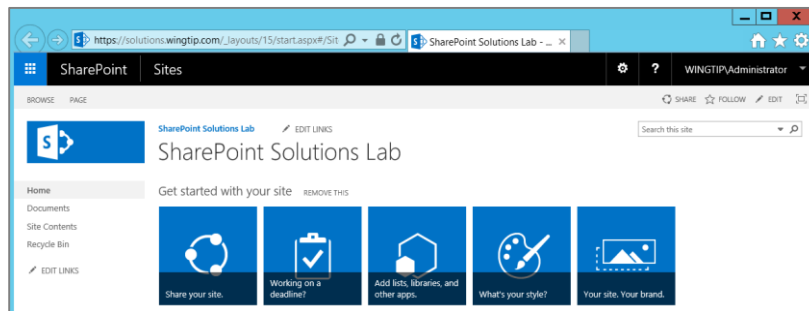 https://solutions.wingtip.com/_layouts/15/start.aspx#/Sit
SharePoint Solutions Lab - ...
SharePoint Sites ? WINGTIP\Administrator
BROWSE PAGE SHARE FOLLOW EDIT
S
SharePoint Solutions Lab EDIT LINKS Search this site
SharePoint Solutions Lab
Home
Documents
Site Contents
Recycle Bin
EDIT LINKS
Get started with your site REMOVE THIS
Share your site.
Working on a
deadline?
Add lists, libraries, and
other apps.
What's your style?
Your site. Your brand.